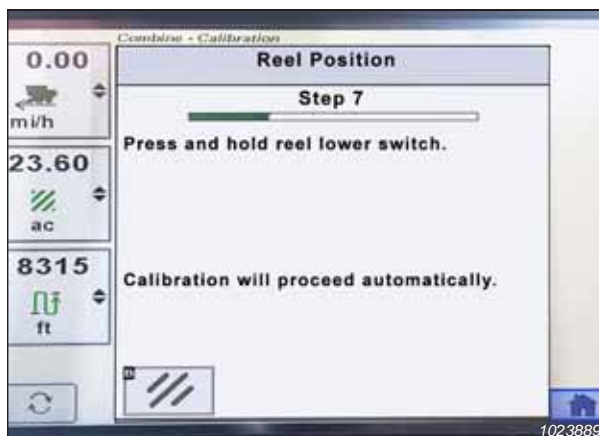 Combine - Calibration
Reel Position
0.00
mi/h
Step 7
Press and hold reel lower switch.
23.60
ac
8315
ft
Calibration will proceed automatically.
1023889